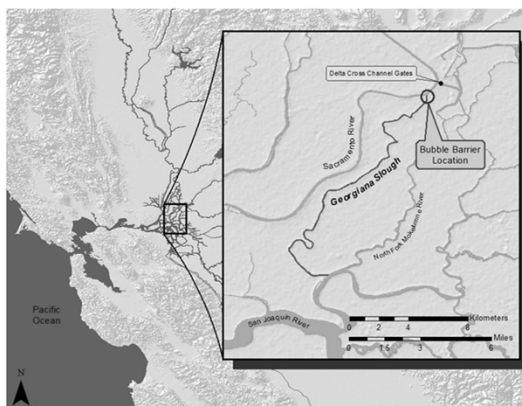 Delta Cross Channel Gates
Sacramento River
Bubble Barrier
Location
Georgiana Slough
North Fork Mokelumne River
Pacific
Ocean
San Joaquin River
Kilometers
0 2 4 8
Miles
0 1.5 3 6
N